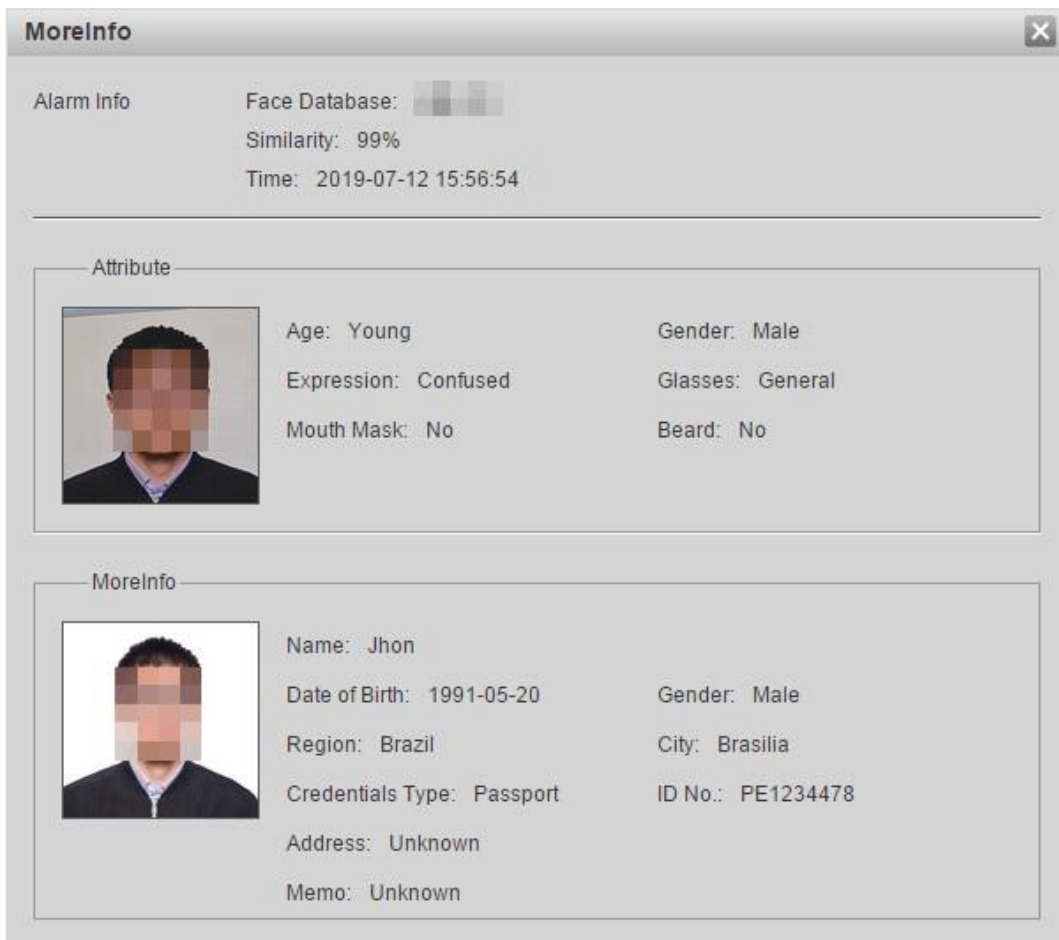 MoreInfo
Alarm Info
Face Database:
Similarity: 99%
Time: 2019-07-12 15:56:54
Attribute
Age: Young Gender: Male
Expression: Confused Glasses: General
Mouth Mask: No Beard: No
MoreInfo
Name: Jhon
Date of Birth: 1991-05-20 Gender: Male
Region: Brazil City: Brasilia
Credentials Type: Passport ID No.: PE1234478
Address: Unknown
Memo: Unknown